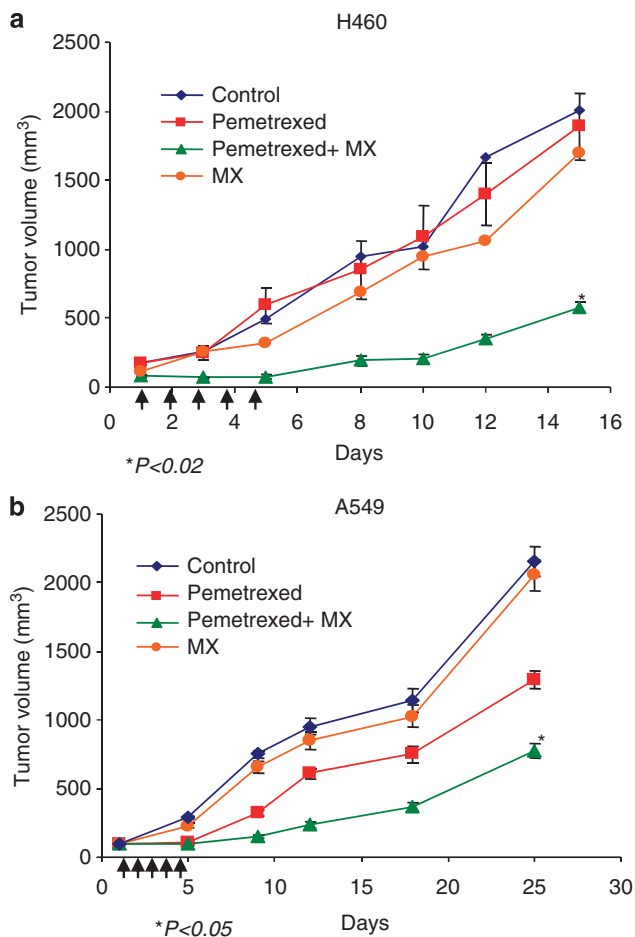 a
H460
2500
2000
1500
1000
500
0
Tumor volume (mm³)
Control
Pemetrexed
Pemetrexed+ MX
MX
*
0 2 4 6 8 10 12 14 16
Days
*P<0.02
b
A549
2500
2000
1500
1000
500
0
Tumor volume (mm³)
Control
Pemetrexed
Pemetrexed+ MX
MX
*
0 5 10 15 20 25 30
Days
*P<0.05